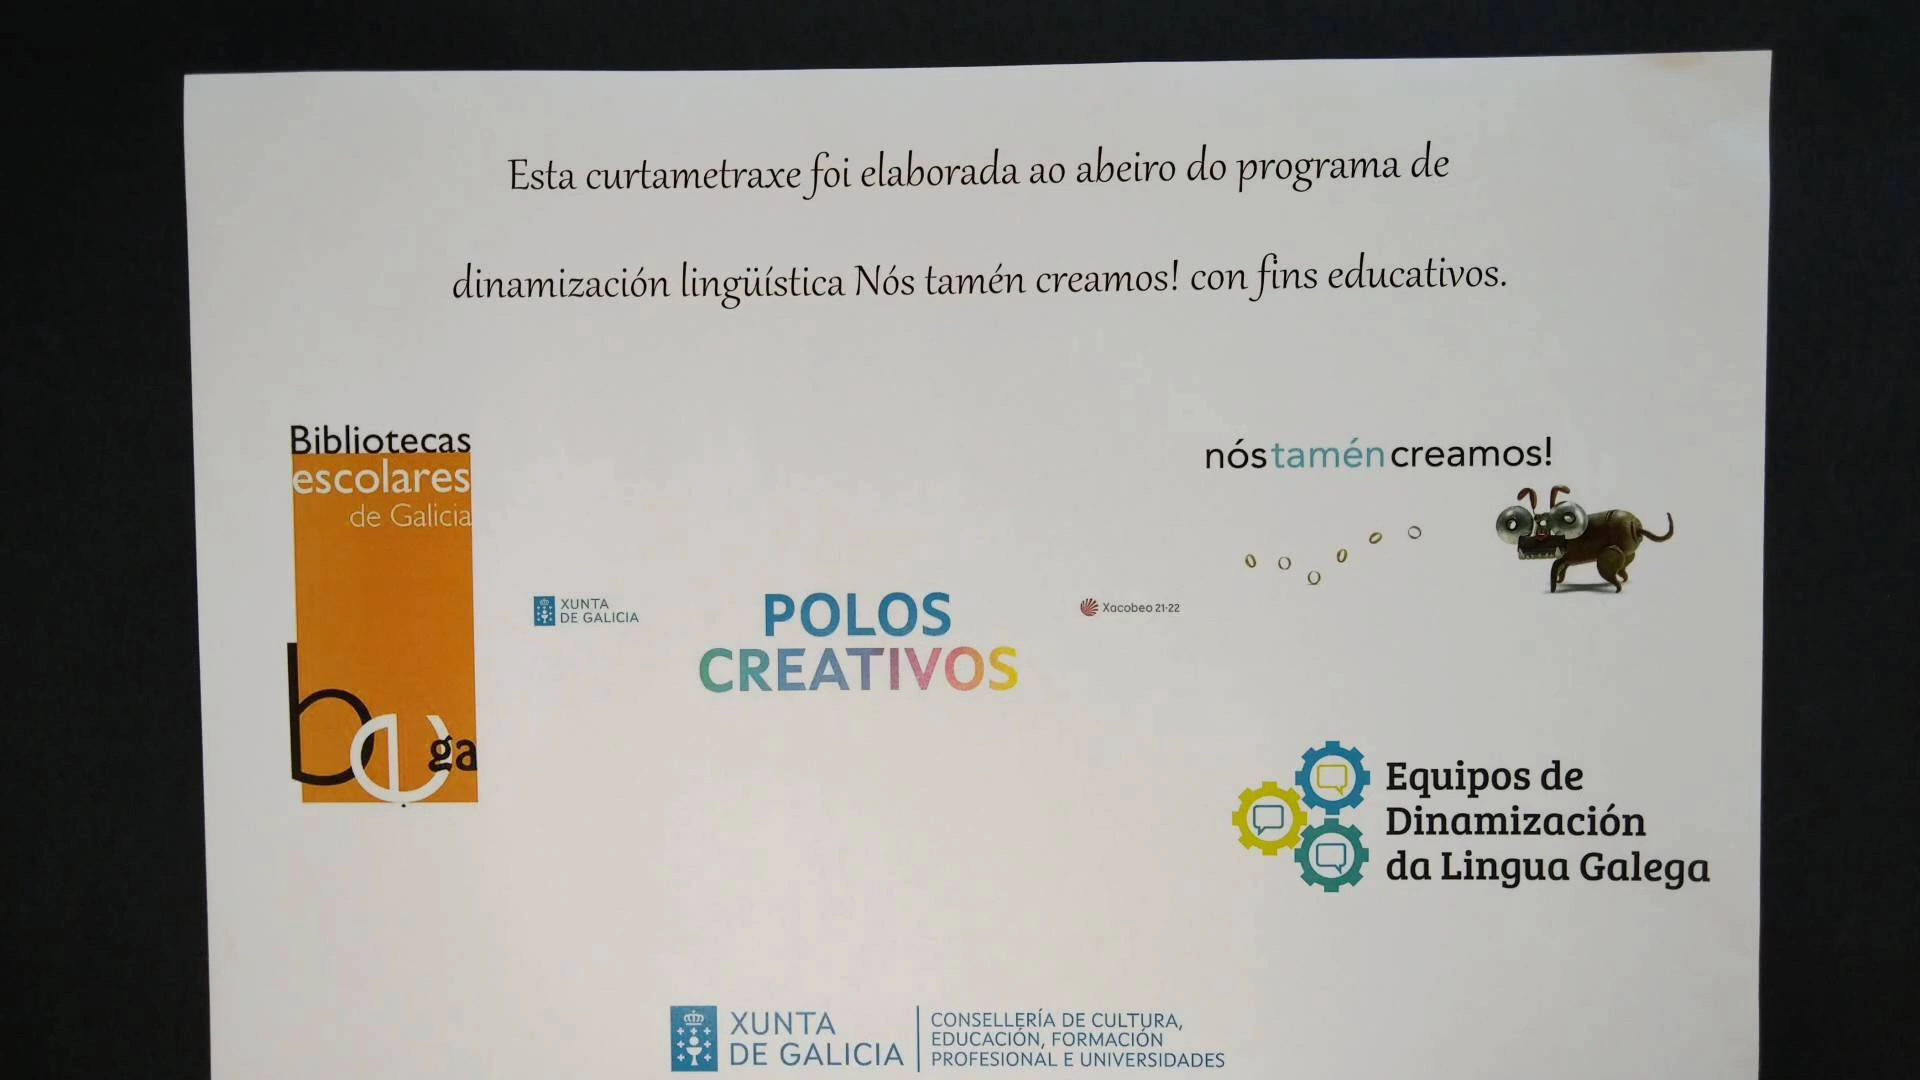 Esta curtametraxe foi elaborada ao abeiro do programa de
dinamización lingüística Nós tamén creamos! con fins educativos.
Bibliotecas
escolares
de Galicia
be ga
XUNTA
DE GALICIA
POLOS
CREATIVOS
Xacobeo 21·22
nós tamén creamos!
Equipos de
Dinamización
da Lingua Galega
XUNTA
DE GALICIA
CONSELLERÍA DE CULTURA,
EDUCACIÓN, FORMACIÓN
PROFESIONAL E UNIVERSIDADES